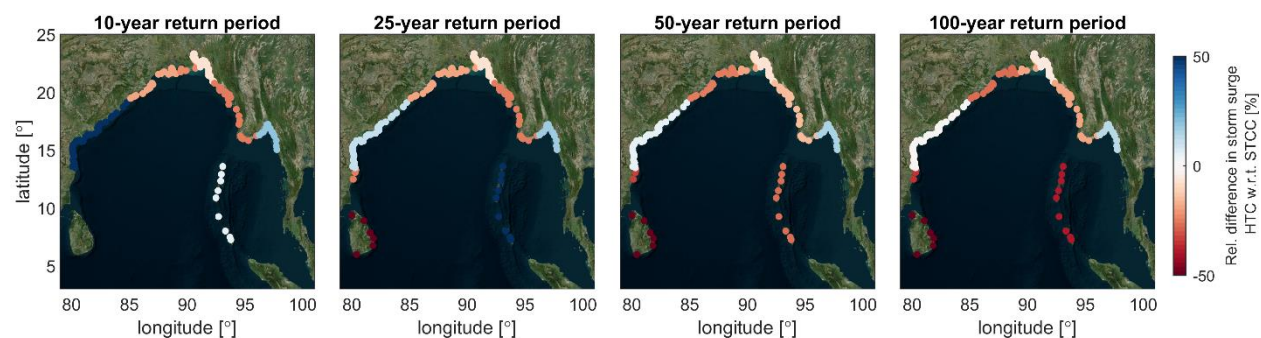 10-year return period 25-year return period 50-year return period 100-year return period
25
20
15
10
5
latitude [°]
80 85 90 95 100
longitude [°]
80 85 90 95 100
longitude [°]
80 85 90 95 100
longitude [°]
80 85 90 95 100
longitude [°]
50
0
-50
Rel. difference in storm surge
HTC w.r.t. STCC [%]